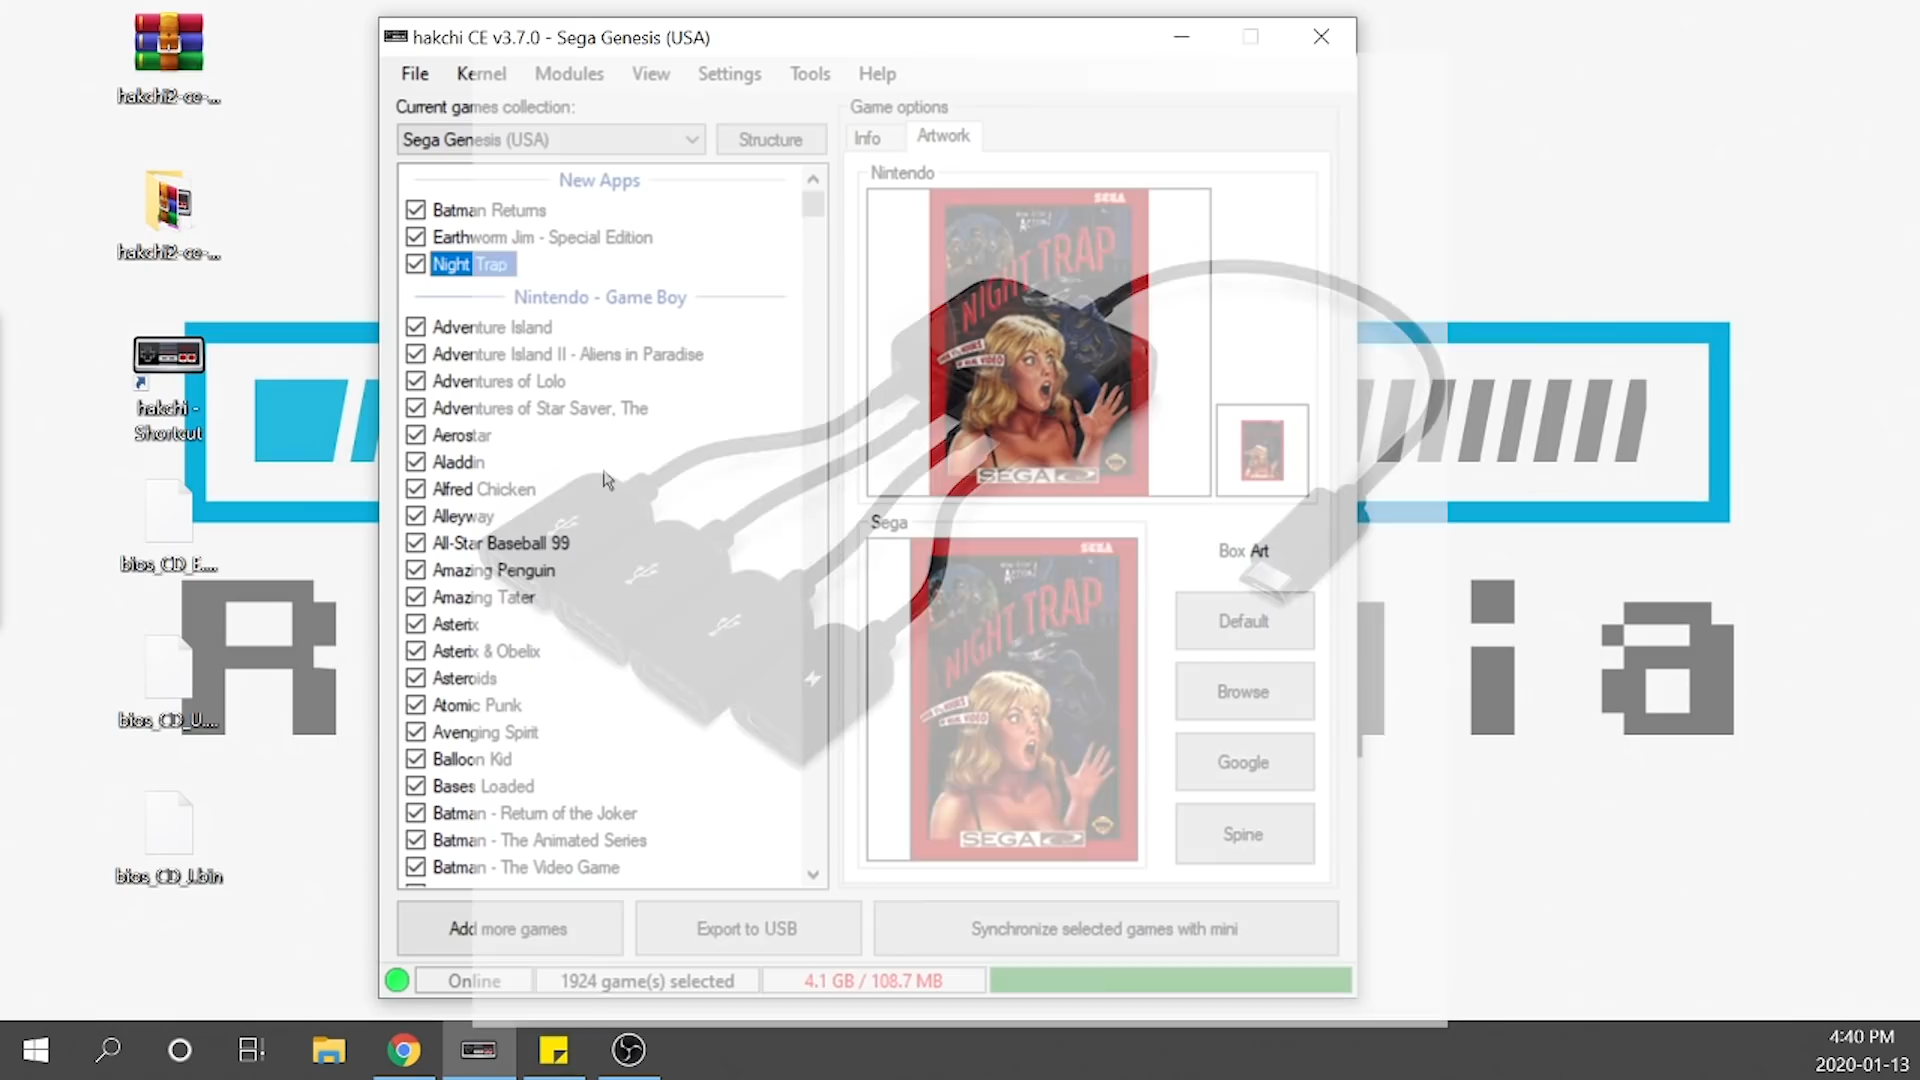 hakchi2-ce-...
hakchi2-ce-...
hakchi -
Shortcut
bios_CD_E....
bios_CD_U....
bios_CD_J.bin
R
ia
hakchi CE v3.7.0 - Sega Genesis (USA)
File Kernel Modules View Settings Tools Help
Current games collection:
Sega Genesis (USA)
Structure
New Apps
Batman Returns
Earthworm Jim - Special Edition
Night Trap
Nintendo - Game Boy
Adventure Island
Adventure Island II - Aliens in Paradise
Adventures of Lolo
Adventures of Star Saver, The
Aerostar
Aladdin
Alfred Chicken
Alleyway
All-Star Baseball 99
Amazing Penguin
Amazing Tater
Asterix
Asterix & Obelix
Asteroids
Atomic Punk
Avenging Spirit
Balloon Kid
Bases Loaded
Batman - Return of the Joker
Batman - The Animated Series
Batman - The Video Game
Game options
Info Artwork
Nintendo
SEGA
NIGHT TRAP
SEGA
Sega
SEGA
NIGHT TRAP
SEGA
Box Art
Default
Browse
Google
Spine
Add more games
Export to USB
Synchronize selected games with mini
Online
1924 game(s) selected
4.1 GB / 108.7 MB
4:40 PM
2020-01-13